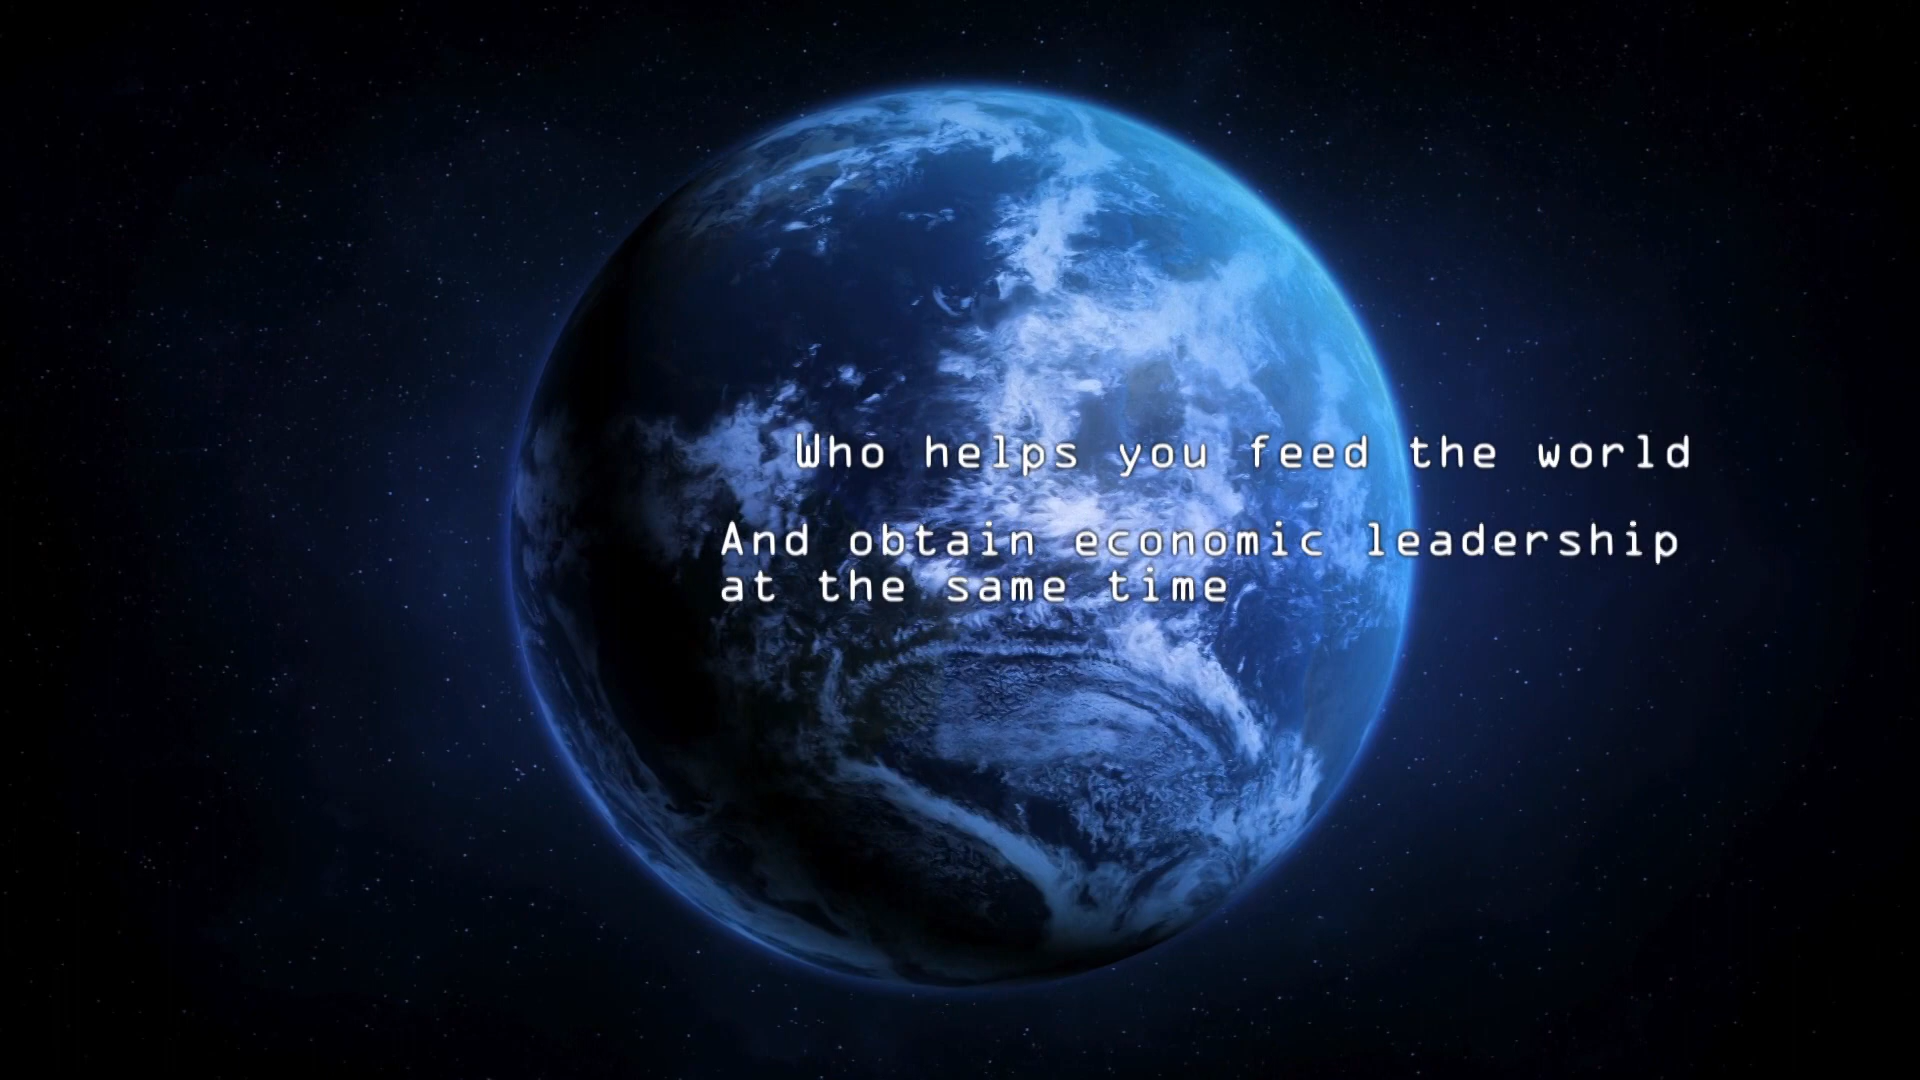 Who helps you feed the world
And obtain economic leadership
at the same time